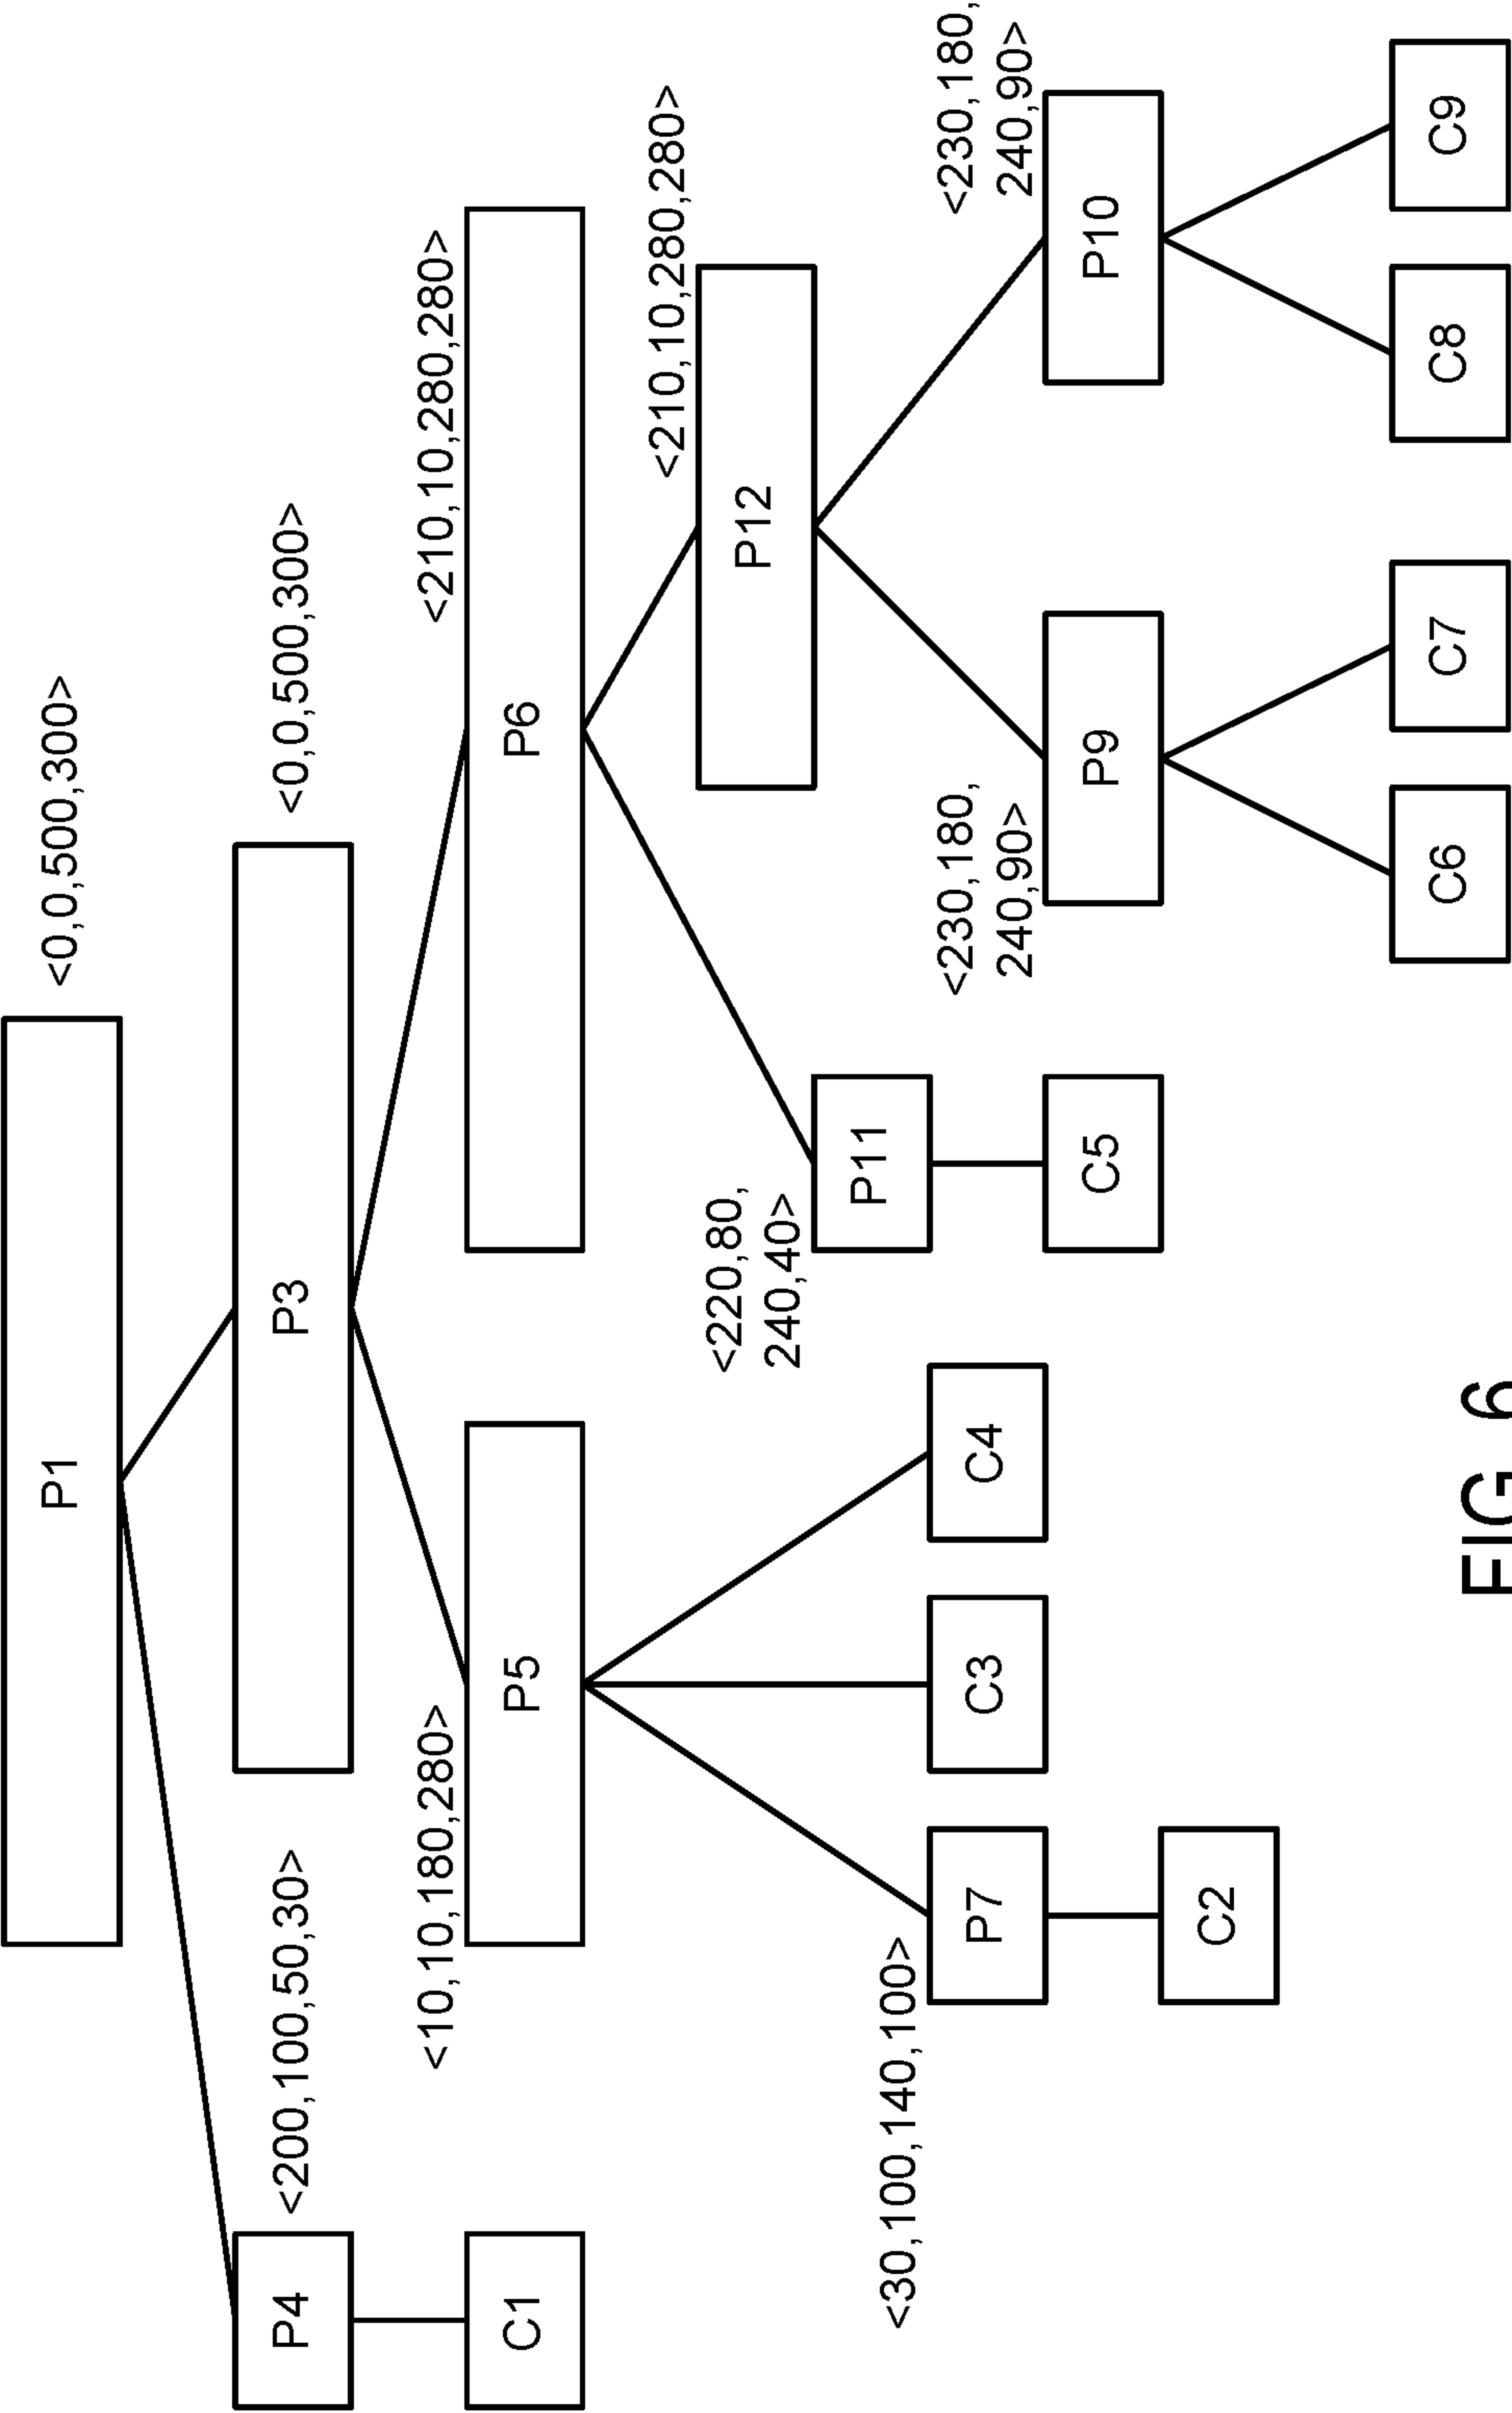 P1
<0,0,500,300>
P4
<200,100,50,30>
P3
<0,0,500,300>
C1
<10,10,180,280>
P5
P6
<210,10,280,280>
<30,100,140,100>
P7
C3
C4
<220,80,
240,40>
P11
P12
<210,10,280,280>
C2
C5
<230,180,
240,90>
P9
P10
<230,180,
240,90>
C6
C7
C8
C9
FIG. 6